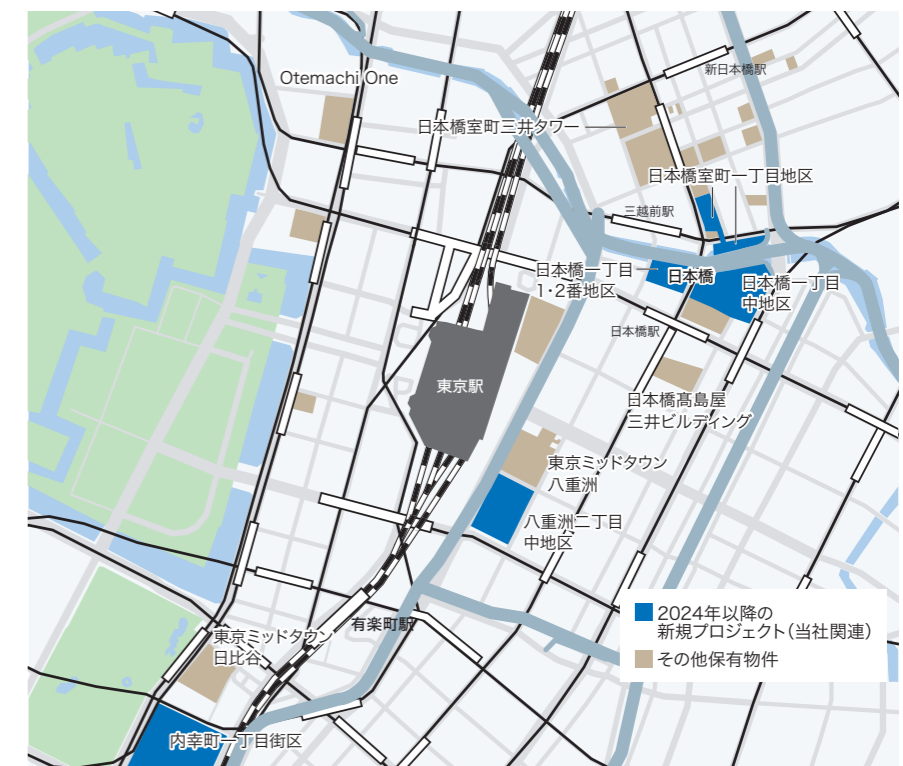 Otemachi One
新日本橋駅
日本橋室町三井タワー
日本橋室町一丁目地区
三越前駅
日本橋一丁目
1・2番地区
日本橋
日本橋一丁目
中地区
日本橋駅
東京駅
日本橋髙島屋
三井ビルディング
東京ミッドタウン
八重洲
八重洲二丁目
中地区
2024年以降の
新規プロジェクト(当社関連)
その他保有物件
有楽町駅
東京ミッドタウン
日比谷
内幸町一丁目街区